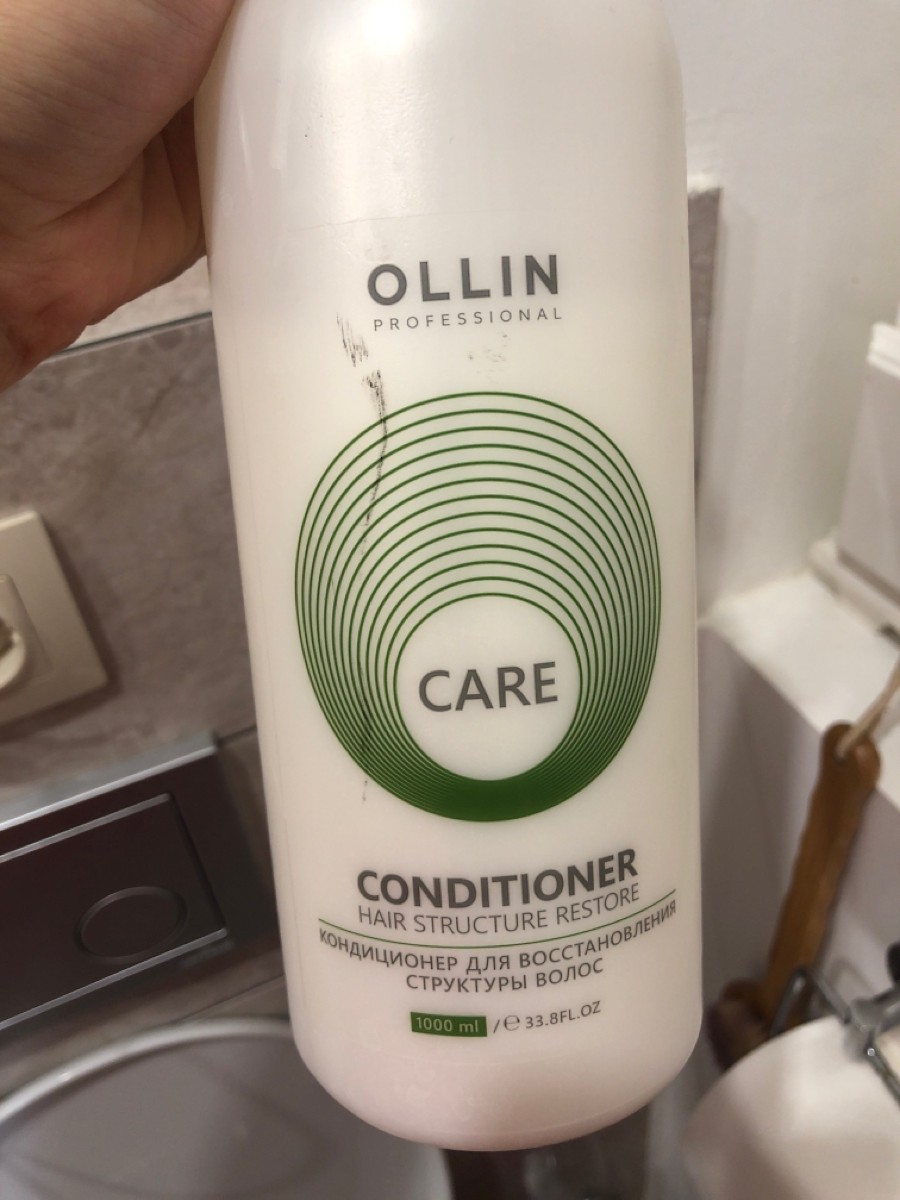 OLLIN
PROFESSIONAL
CARE
CONDITIONER
HAIR STRUCTURE RESTORE
КОНДИЦИОНЕР ДЛЯ ВОССТАНОВЛЕНИЯ
СТРУКТУРЫ ВОЛОС
1000 ml / ℮ 33.8FL.OZ